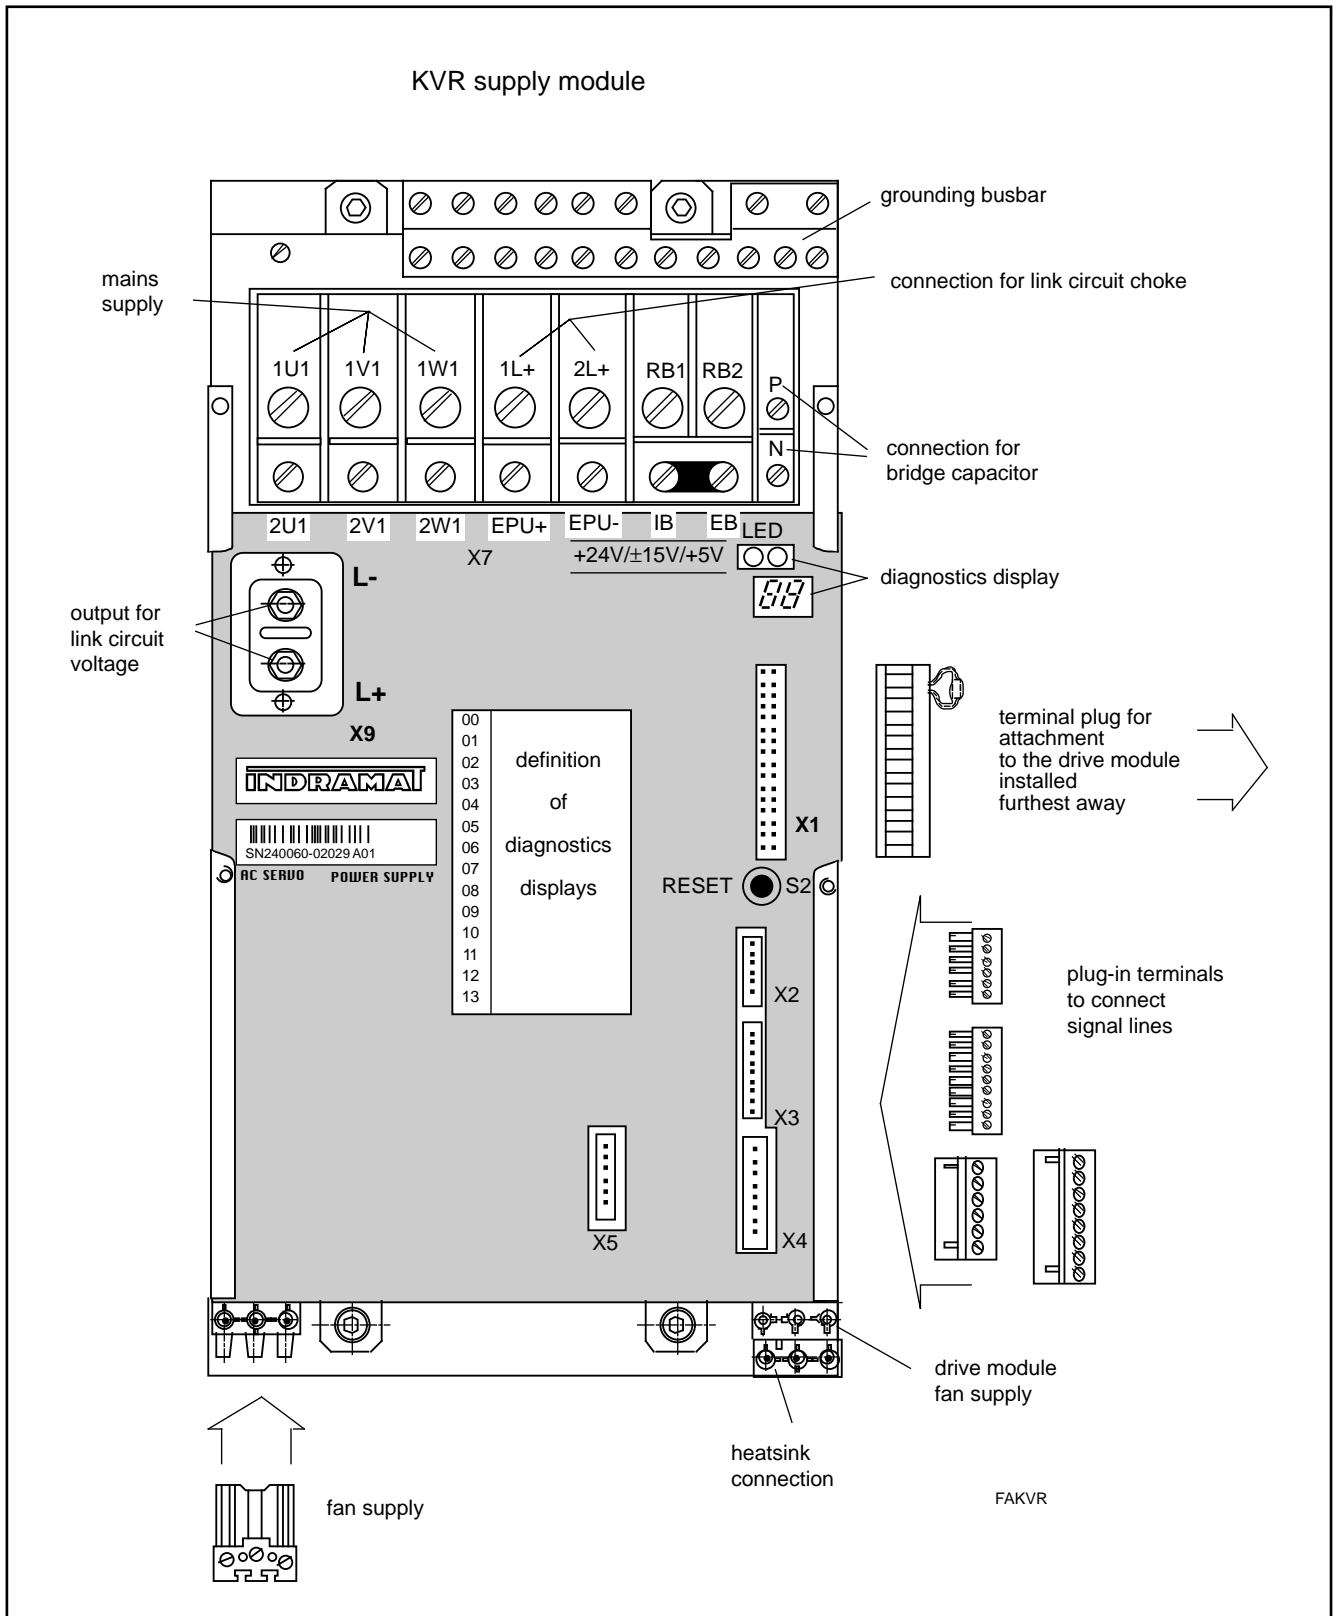 KVR supply module
grounding busbar
mains
supply
connection for link circuit choke
1U1 1V1 1W1 1L+ 2L+ RB1 RB2 P
N
connection for
bridge capacitor
2U1 2V1 2W1 EPU+ EPU- IB EB
LED
X7 +24V/±15V/+5V
L-
diagnostics display
output for
link circuit
voltage
L+
X9
00
01
02
03
04
05
06
07
08
09
10
11
12
13
definition
of
diagnostics
displays
terminal plug for
attachment
to the drive module
installed
furthest away
INDRAMAT
X1
SN240060-02029 A01
AC SERVO POWER SUPPLY
RESET S2
X2
plug-in terminals
to connect
signal lines
X3
X5
X4
drive module
fan supply
heatsink
connection
fan supply
FAKVR